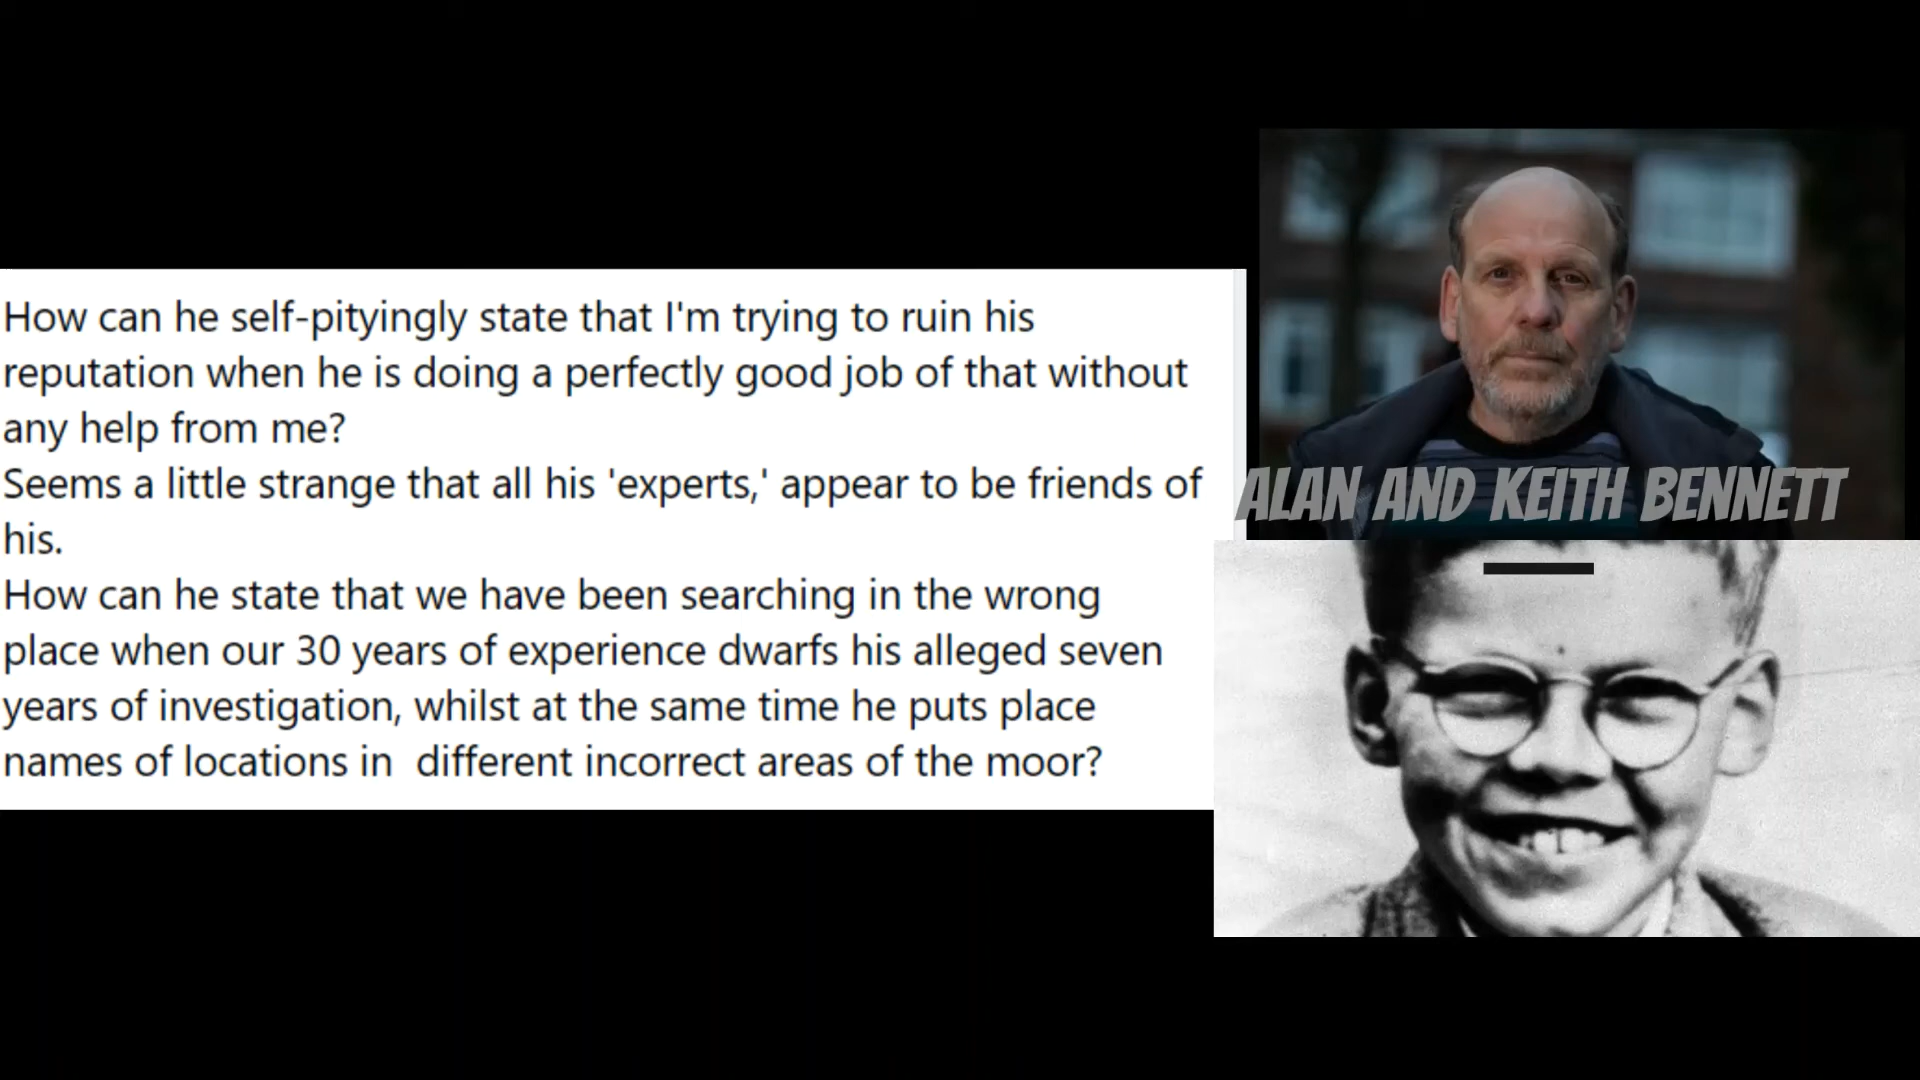 How can he self-pityingly state that I'm trying to ruin his
reputation when he is doing a perfectly good job of that without
any help from me?
Seems a little strange that all his 'experts,' appear to be friends of
his.
How can he state that we have been searching in the wrong
place when our 30 years of experience dwarfs his alleged seven
years of investigation, whilst at the same time he puts place
names of locations in  different incorrect areas of the moor?
ALAN AND KEITH BENNETT